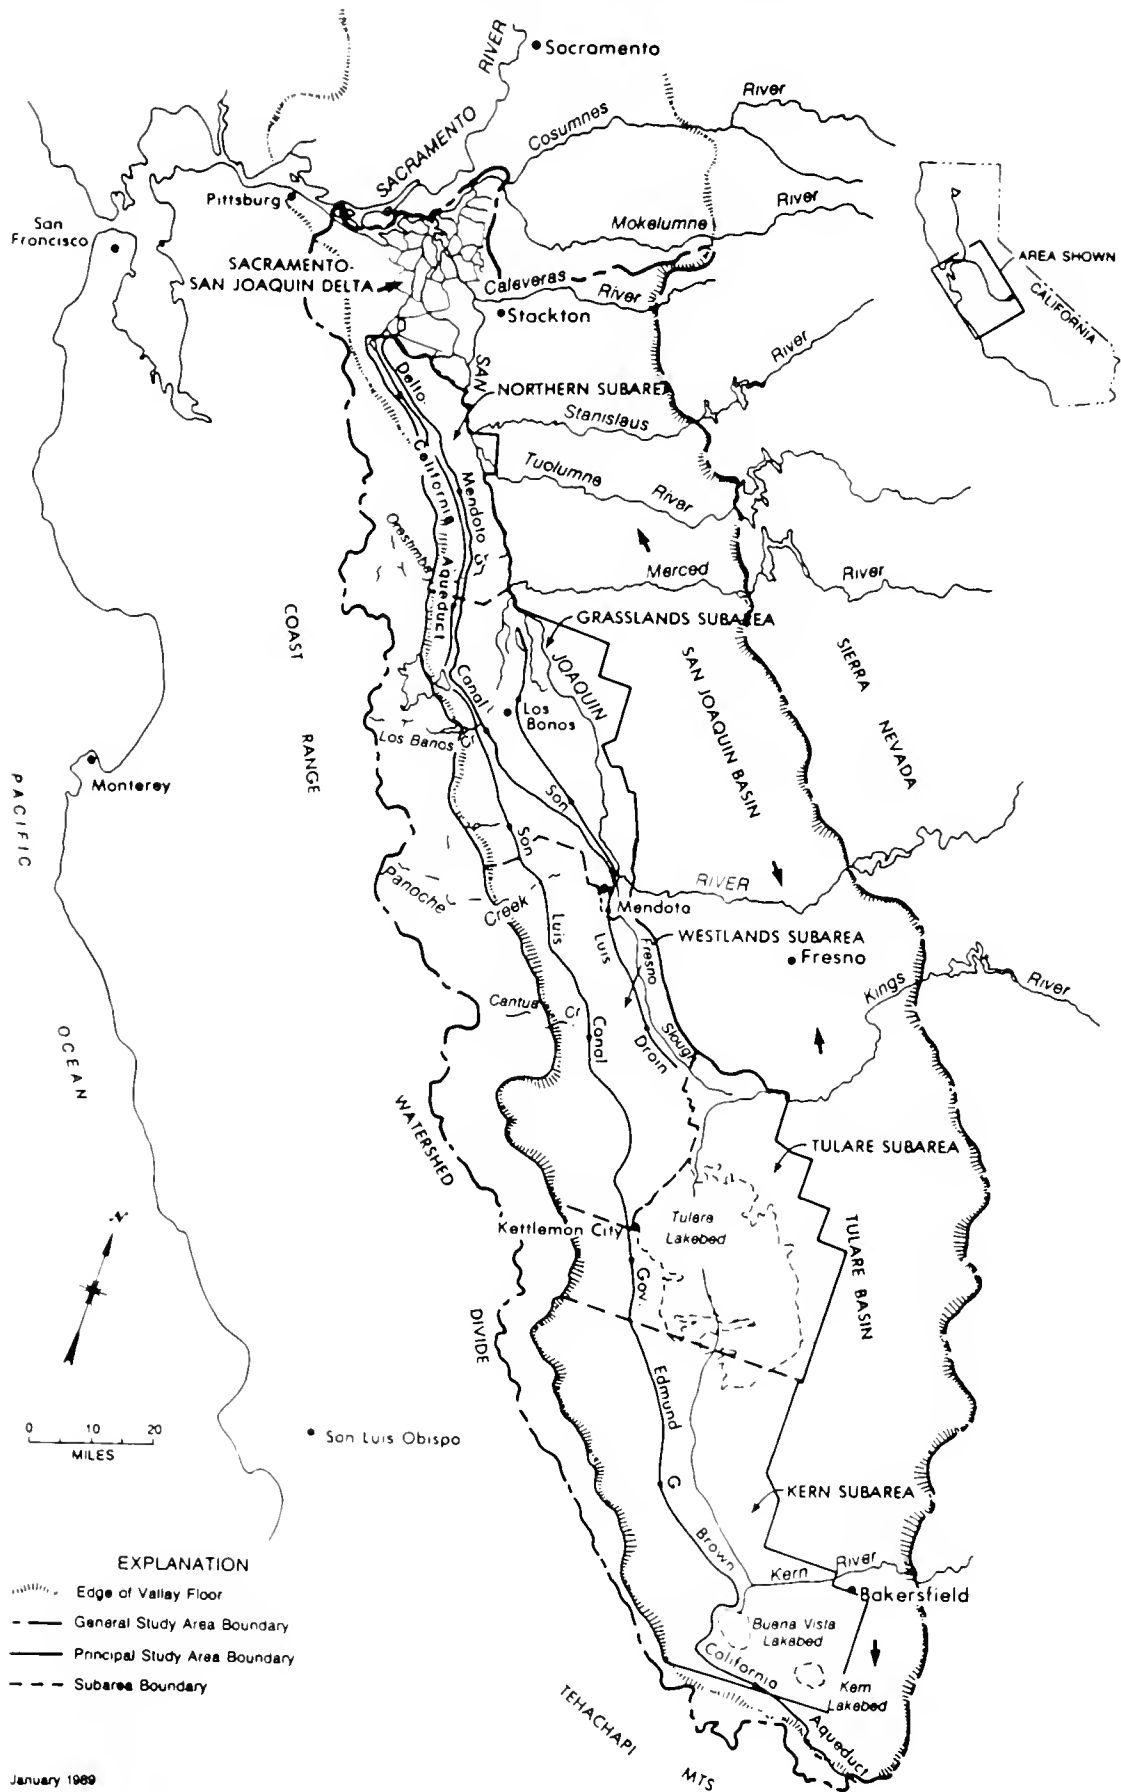 Sacramento
RIVER
SACRAMENTO
Cosumnes
River
Pittsburg
San
Francisco
Mokelumne
River
SACRAMENTO-
SAN JOAQUIN DELTA
Caleveras
River
Stockton
AREA SHOWN
CALIFORNIA
SAN
Delta
NORTHERN SUBAREA
River
Stanislaus
California
Mendota
Tuolumne
River
Orestimba
Cr
Aqueduct
Merced
River
COAST
RANGE
GRASSLANDS SUBAREA
JOAQUIN
SAN JOAQUIN BASIN
SIERRA
NEVADA
Canal
Los
Banos
Los Banos
Cr
Monterey
PACIFIC
OCEAN
San
San
Panoche
Creek
RIVER
Mendota
Luis
Luis
WESTLANDS SUBAREA
Fresno
Fresno
Kings
River
Cantua
Cr
Canal
Drain
Slough
WATERSHED
TULARE SUBAREA
N
Kettleman City
Tulare
Lakebed
TULARE BASIN
Gov.
DIVIDE
Edmund
0 10 20
MILES
San Luis Obispo
G
KERN SUBAREA
Brown
Kern
River
Bakersfield
EXPLANATION
Edge of Valley Floor
General Study Area Boundary
Principal Study Area Boundary
Subarea Boundary
Buena Vista
Lakebed
California
Kern
Lakebed
Aqueduct
TEHACHAPI
MTS
January 1989